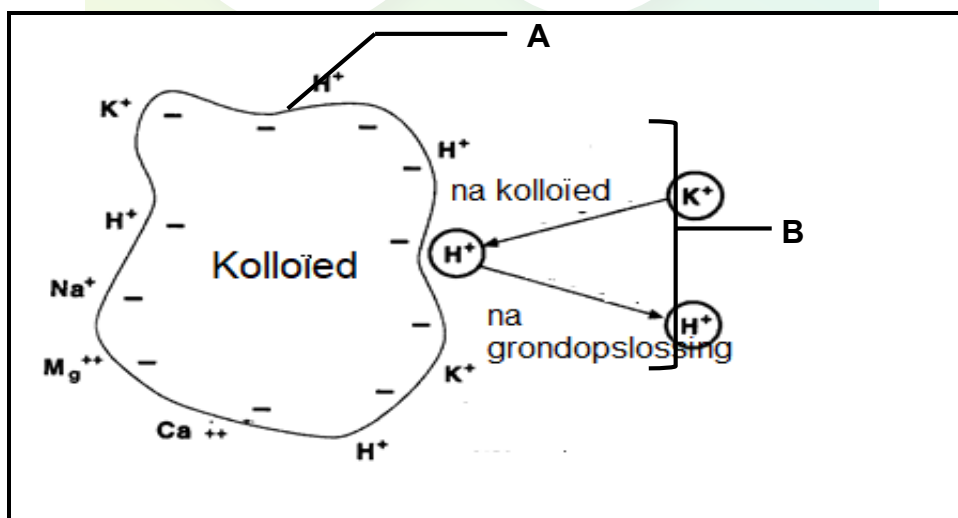 A
H⁺
K⁺
H⁺
na kolloïed
K⁺
H⁺
B
Kolloïed
H⁺
Na⁺
na
grondopslossing
H⁺
Mg⁺⁺
K⁺
Ca ⁺⁺
H⁺